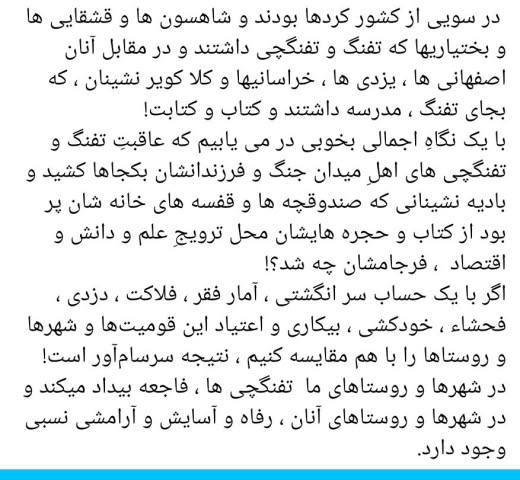 در سویی از کشور کردها بودند و شاهسون ها و قشقایی ها
و بختیاریها که تفنگ و تفنگچی داشتند و در مقابل آنان
اصفهانی ها ، یزدی ها ، خراسانیها و کلا کویر نشینان ، که
بجای تفنگ ، مدرسه داشتند و کتاب و کتابت!
با یک نگاهِ اجمالی بخوبی در می یابیم که عاقبتِ تفنگ و
تفنگچی های اهلِ میدان جنگ و فرزندانشان بکجاها کشید و
بادیه نشینانی که صندوقچه ها و قفسه های خانه شان پر
بود از کتاب و حجره هایشان محل ترویجِ علم و دانش و
اقتصاد ، فرجامشان چه شد؟!
اگر با یک حساب سر انگشتی ، آمار فقر ، فلاکت ، دزدی ،
فحشاء ، خودکشی ، بیکاری و اعتیاد این قومیت‌ها و شهرها
و روستاها را با هم مقایسه کنیم ، نتیجه سرسام‌آور است!
در شهرها و روستاهای ما تفنگچی ها ، فاجعه بیداد میکند و
در شهرها و روستاهای آنان ، رفاه و آسایش و آرامشی نسبی
وجود دارد.